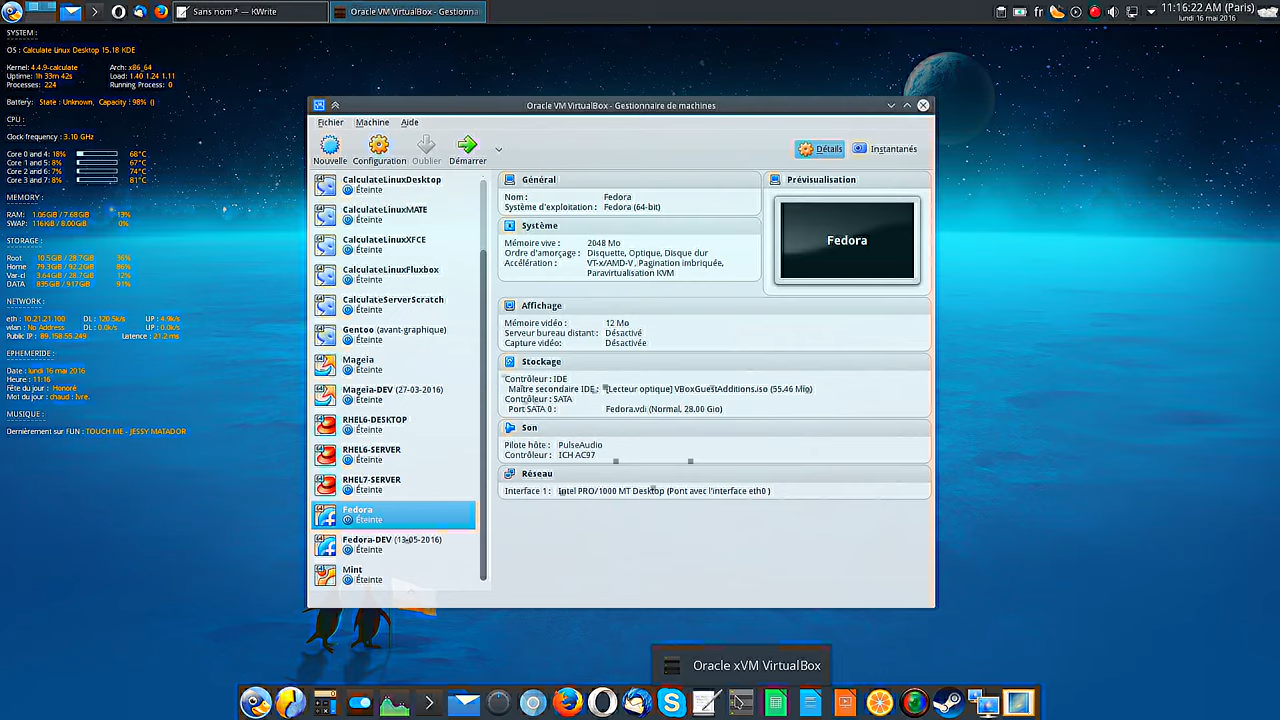 Sans nom * — KWrite
Oracle VM VirtualBox - Gestionna
fr
11:16:22 AM (Paris)
lundi 16 mai 2016
SYSTEM :
OS : Calculate Linux Desktop 15.18 KDE
Kernel: 4.4.9-calculate Arch: x86_64
Uptime: 1h 33m 42s Load: 1.40 1.24 1.11
Processes: 224 Running Process: 0
Battery: State : Unknown, Capacity : 98% ()
CPU :
Clock frequency : 3.10 GHz
Core 0 and 4: 18% 68°C
Core 1 and 5: 8% 67°C
Core 2 and 6: 7% 74°C
Core 3 and 7: 8% 81°C
MEMORY :
RAM: 1.06GiB / 7.68GiB 13%
SWAP: 116KiB / 8.00GiB 0%
STORAGE :
Root 10.5GiB / 28.7GiB 36%
Home 79.3GiB / 92.2GiB 86%
Var-cl 3.64GiB / 28.7GiB 12%
DATA 835GiB / 917GiB 91%
NETWORK :
eth : 10.21.21.100 DL : 120.5k/s UP : 4.9k/s
wlan : No Address DL : 0.0k/s UP : 0.0k/s
Public IP : 89.158.55.249 Latence : 21.2 ms
EPHEMERIDE :
Date : lundi 16 mai 2016
Heure : 11:16
Fête du jour : Honoré
Mot du jour : chaud : Ivre.
MUSIQUE :
Dernièrement sur FUN : TOUCH ME - JESSY MATADOR
Oracle VM VirtualBox - Gestionnaire de machines
Fichier Machine Aide
Nouvelle Configuration Oublier Démarrer
Détails Instantanés
CalculateLinuxDesktop
Éteinte
CalculateLinuxMATE
Éteinte
CalculateLinuxXFCE
Éteinte
CalculateLinuxFluxbox
Éteinte
CalculateServerScratch
Éteinte
Gentoo (avant-graphique)
Éteinte
Mageia
Éteinte
Mageia-DEV (27-03-2016)
Éteinte
RHEL6-DESKTOP
Éteinte
RHEL6-SERVER
Éteinte
RHEL7-SERVER
Éteinte
Fedora
Éteinte
Fedora-DEV (13-05-2016)
Éteinte
Mint
Éteinte
Général
Nom : Fedora
Système d'exploitation : Fedora (64-bit)
Système
Mémoire vive : 2048 Mo
Ordre d'amorçage : Disquette, Optique, Disque dur
Accélération : VT-x/AMD-V, Pagination imbriquée,
Paravirtualisation KVM
Prévisualisation
Fedora
Affichage
Mémoire vidéo : 12 Mo
Serveur bureau distant : Désactivé
Capture vidéo : Désactivée
Stockage
Contrôleur : IDE
Maître secondaire IDE : [Lecteur optique] VBoxGuestAdditions.iso (55.46 Mio)
Contrôleur : SATA
Port SATA 0 : Fedora.vdi (Normal, 28.00 Gio)
Son
Pilote hôte : PulseAudio
Contrôleur : ICH AC97
Réseau
Interface 1 : Intel PRO/1000 MT Desktop (Pont avec l'interface eth0 )
Oracle xVM VirtualBox